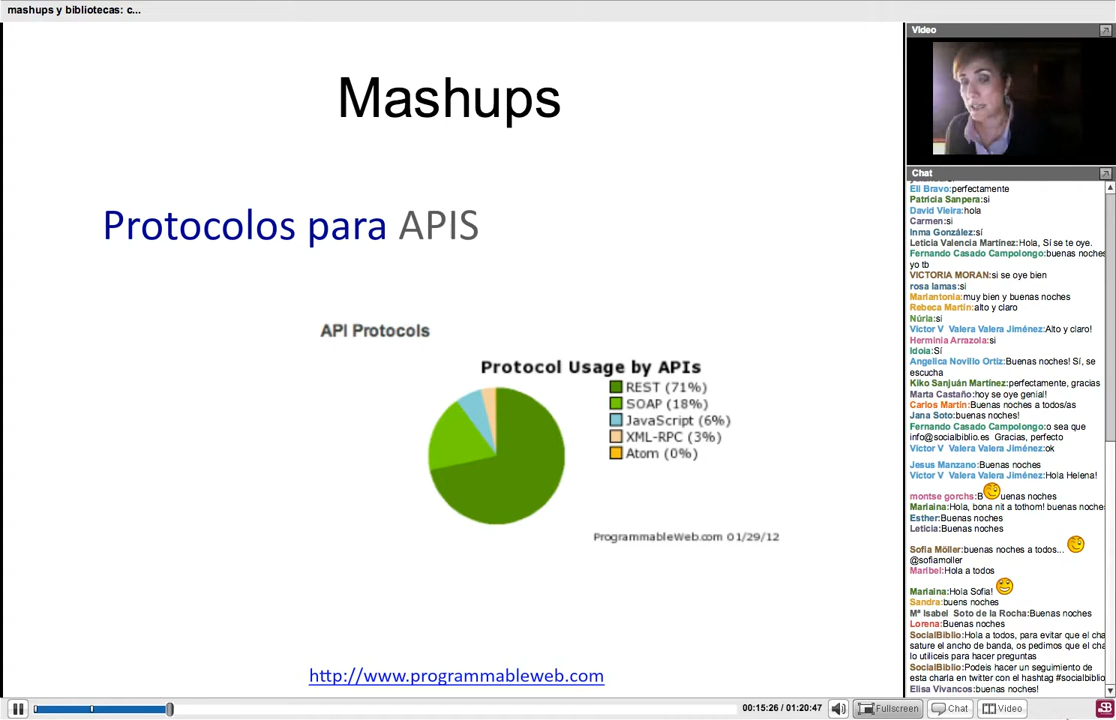 mashups y bibliotecas: c...
Mashups
Protocolos para APIS
API Protocols
Protocol Usage by APIs
REST (71%)
SOAP (18%)
JavaScript (6%)
XML-RPC (3%)
Atom (0%)
ProgrammableWeb.com 01/29/12
http://www.programmableweb.com
Video
Chat
Eli Bravo:perfectamente
Patricia Sanpera:si
David Vieira:hola
Carmen:si
Inma González:sí
Leticia Valencia Martínez:Hola, Sí se te oye.
Fernando Casado Campolongo:buenas noches
yo tb
VICTORIA MORAN:si se oye bien
rosa lamas:si
Mariantonia:muy bien y buenas noches
Rebeca Martin:alto y claro
Núria:si
Víctor V Valera Valera Jiménez:Alto y claro!
Herminia Arrazola:si
Idoia:Sí
Angelica Novillo Ortiz:Buenas noches! Sí, se
escucha
Kiko Sanjuán Martínez:perfectamente, gracias
Marta Castaño:hoy se oye genial!
Carlos Martín:Buenas noches a todos/as
Jana Soto:buenas noches!
Fernando Casado Campolongo:o sea que
info@socialbiblio.es Gracias, perfecto
Víctor V Valera Valera Jiménez:ok
Jesus Manzano:Buenas noches
Víctor V Valera Valera Jiménez:Hola Helena!
montse gorchs:B uenas noches
Mariaina:Hola, bona nit a tothom! buenas noche
Esther:Buenas noches
Leticia:Buenas noches
Sofia Möller:buenas noches a todos...
@sofiamoller
Maribel:Hola a todos
Mariaina:Hola Sofia!
Sandra:buens noches
Mª Isabel Soto de la Rocha:Buenas noches
Lorena:Buenas noches
SocialBiblio:Hola a todos, para evitar que el cha
sature el ancho de banda, os pedimos que el cha
lo utiliceis para hacer preguntas
SocialBiblio:Podeis hacer un seguimiento de
esta charla en twitter con el hashtag #socialbiblio
Elisa Vivancos:buenas noches!
00:15:26 / 01:20:47
Fullscreen
Chat
Video
SB